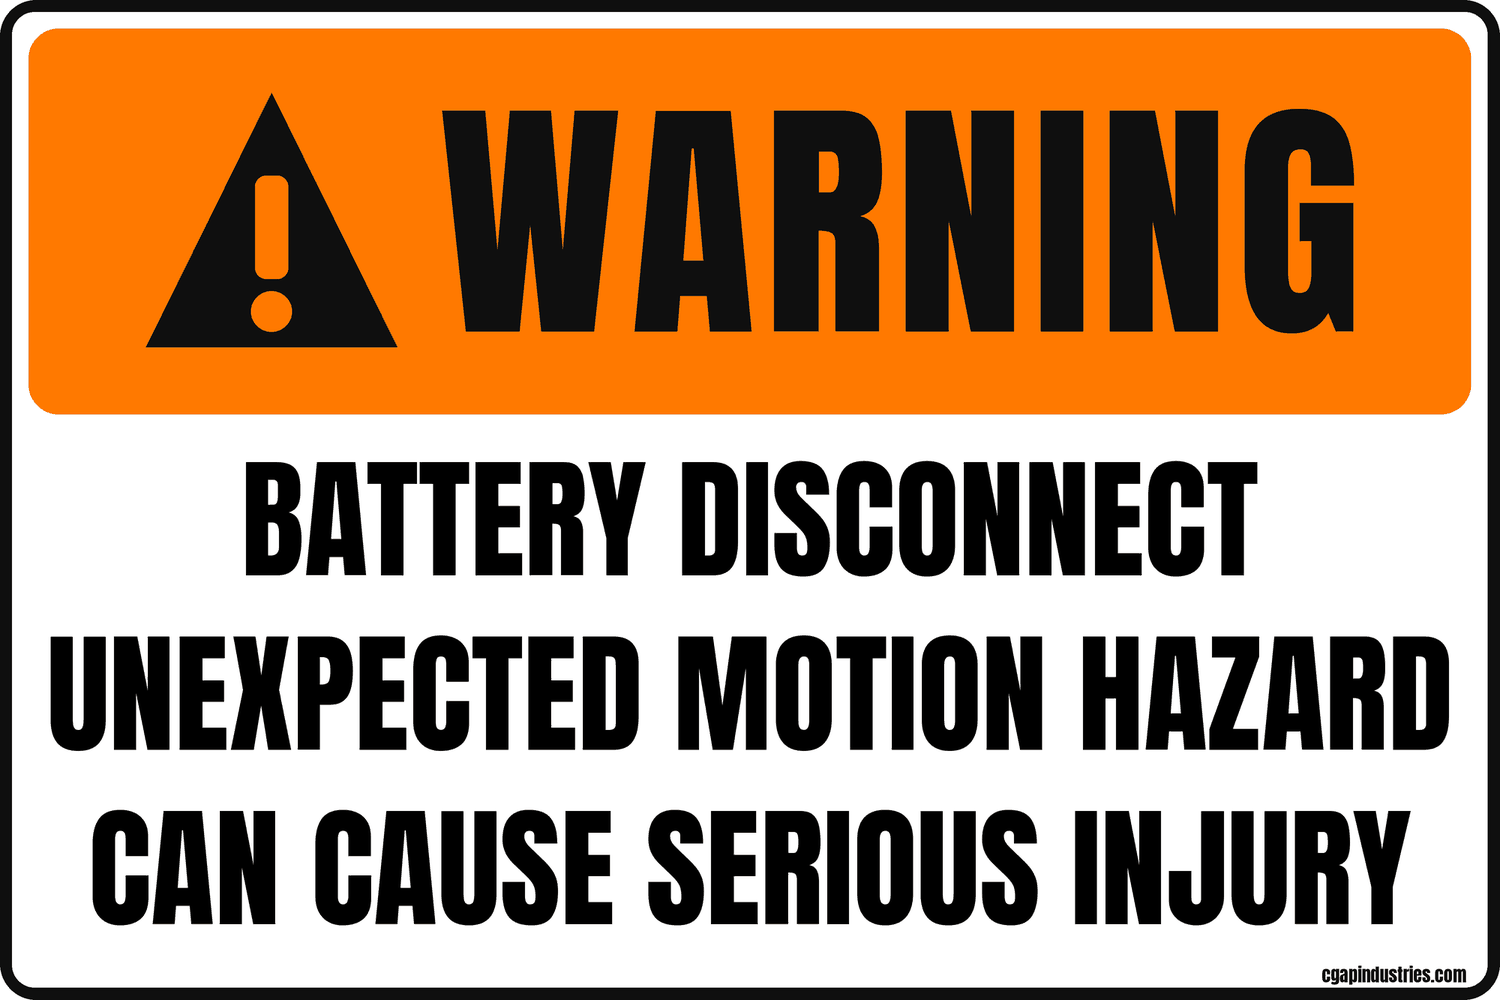 WARNING
BATTERY DISCONNECT
UNEXPECTED MOTION HAZARD
CAN CAUSE SERIOUS INJURY
cgapindustries.com